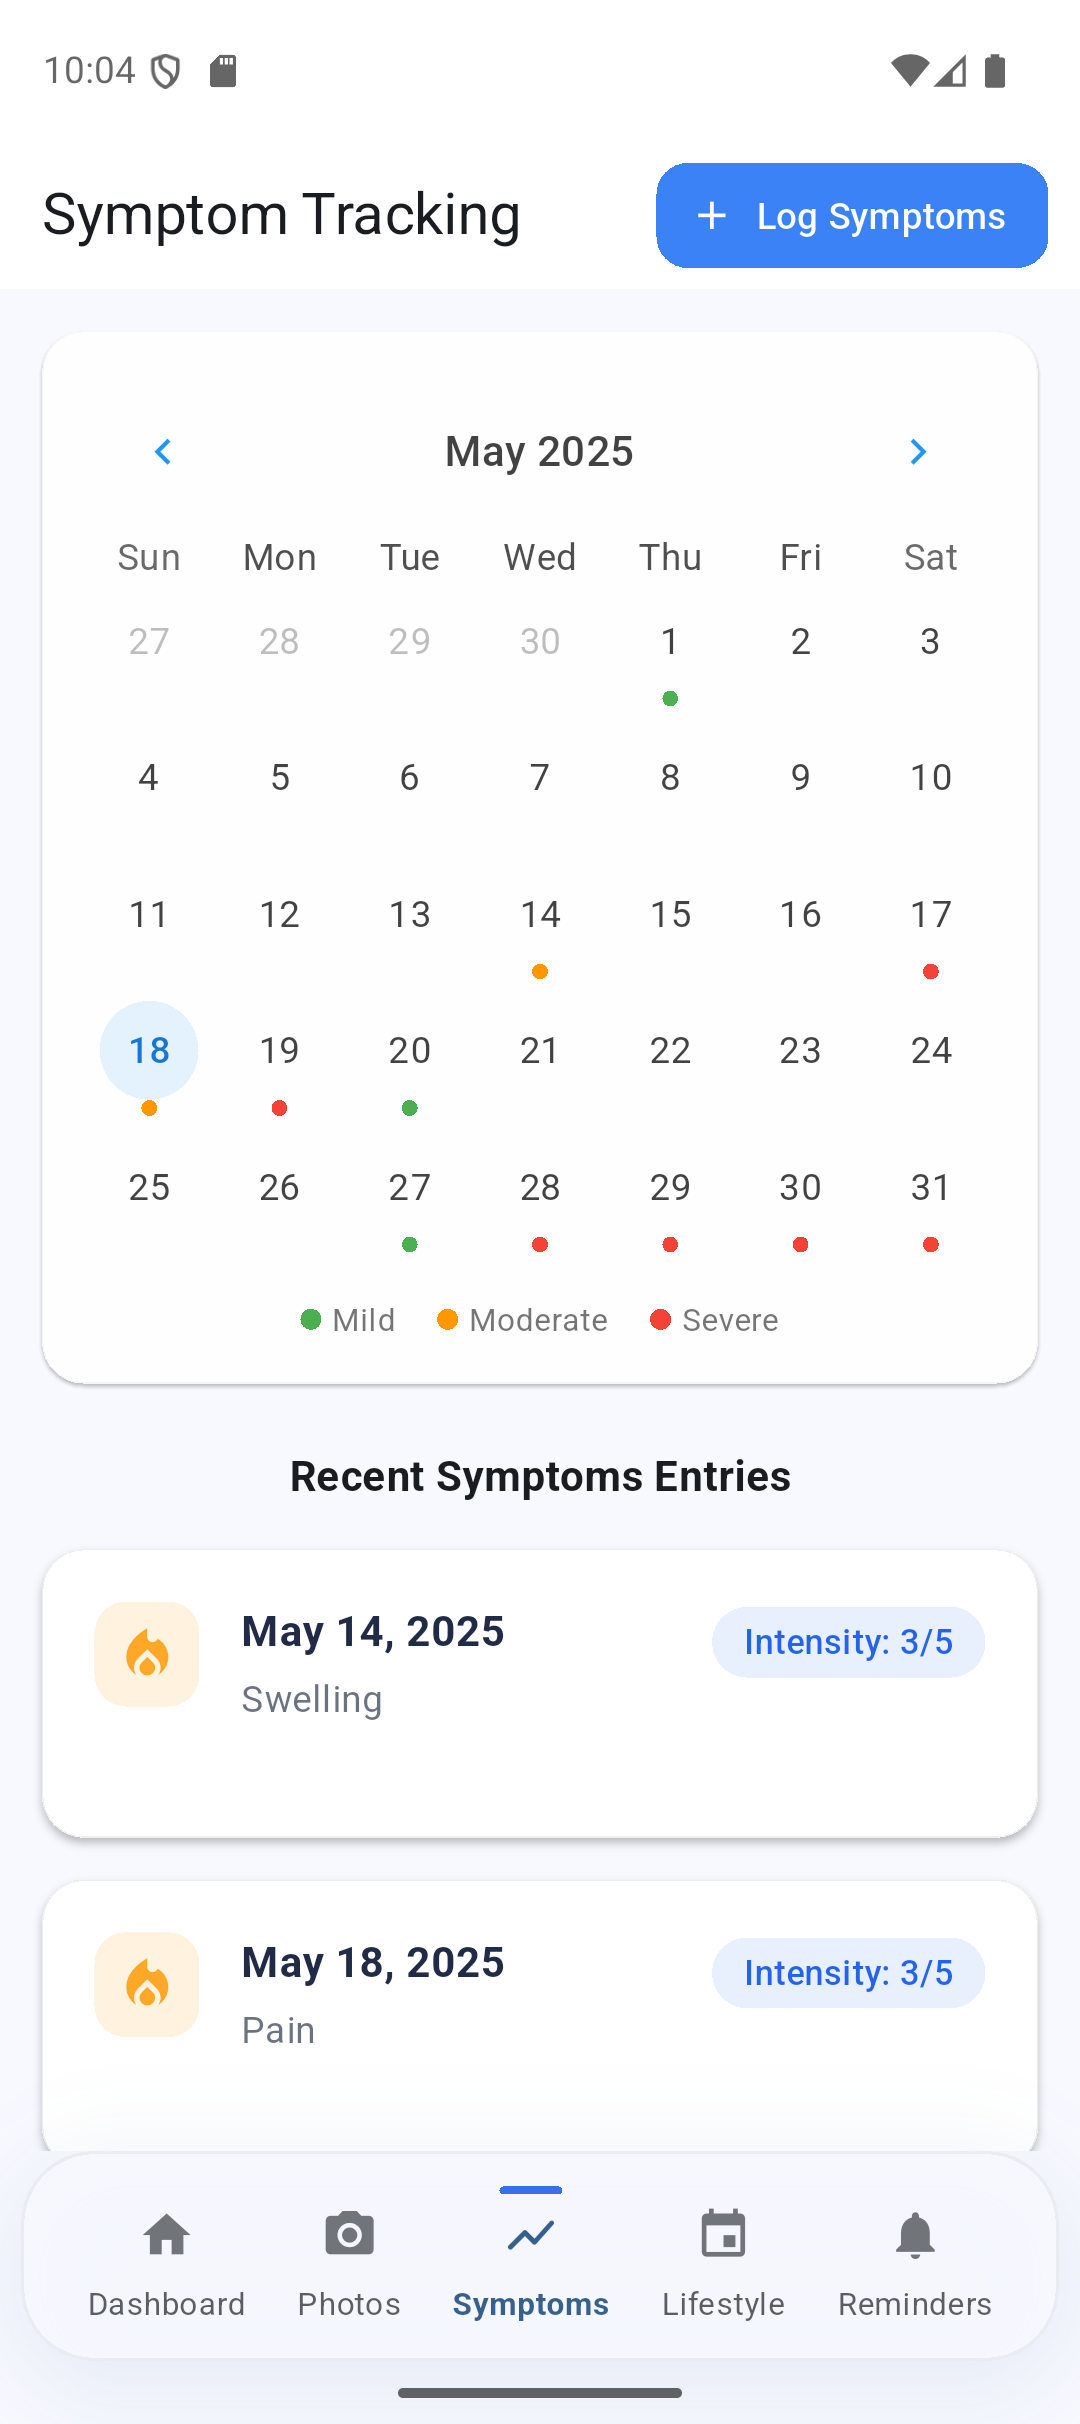 10:04
Symptom Tracking
+ Log Symptoms
May 2025
Sun Mon Tue Wed Thu Fri Sat
27 28 29 30 1 2 3
4 5 6 7 8 9 10
11 12 13 14 15 16 17
18 19 20 21 22 23 24
25 26 27 28 29 30 31
Mild Moderate Severe
Recent Symptoms Entries
May 14, 2025 Intensity: 3/5
Swelling
May 18, 2025 Intensity: 3/5
Pain
Dashboard Photos Symptoms Lifestyle Reminders